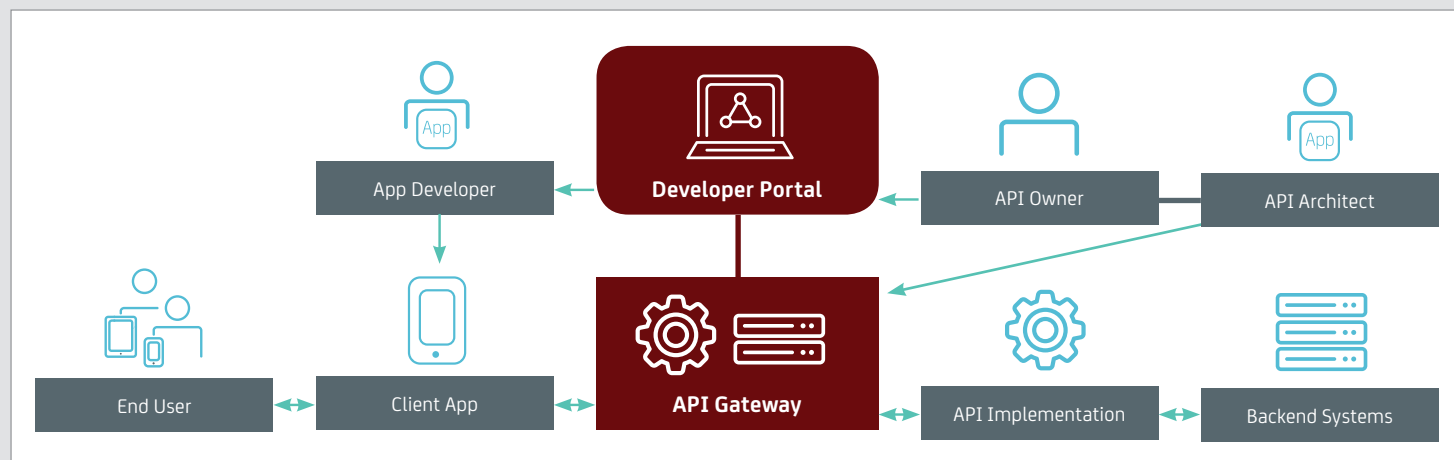 App
App
App Developer
Developer Portal
API Owner
API Architect
End User
Client App
API Gateway
API Implementation
Backend Systems